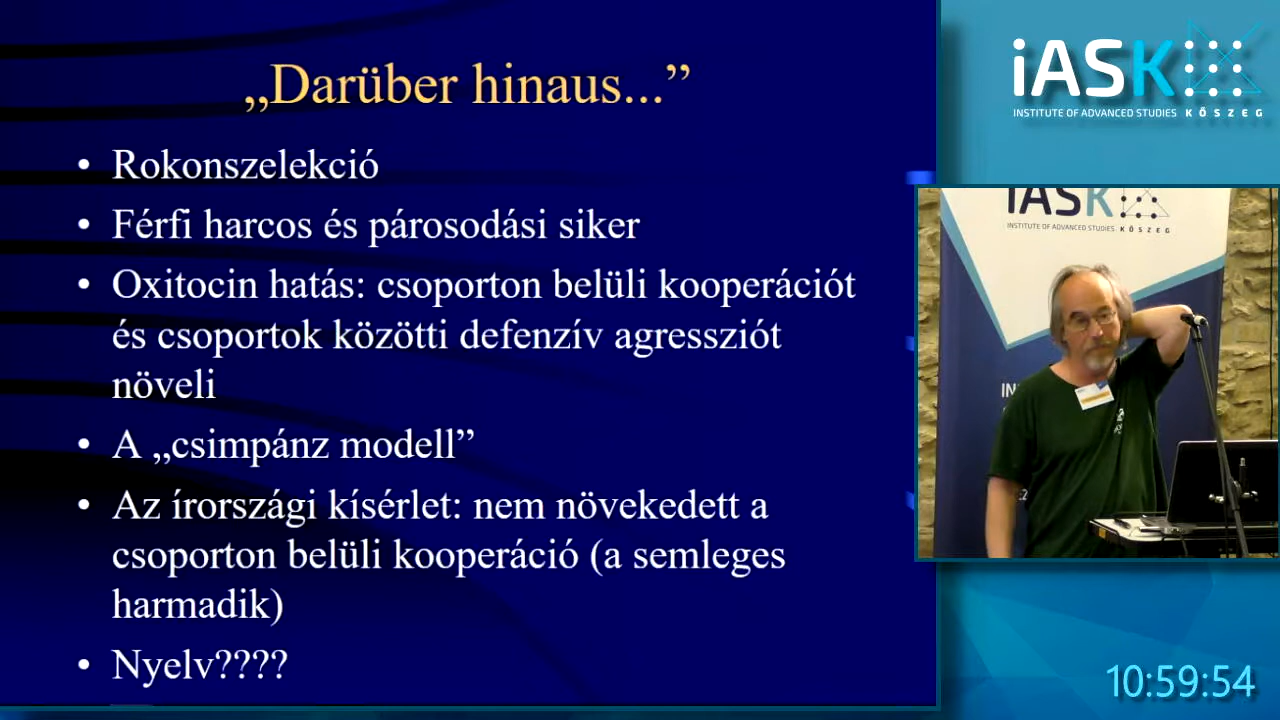 „Darüber hinaus...”
• Rokonszelekció
• Férfi harcos és párosodási siker
• Oxitocin hatás: csoporton belüli kooperációt
és csoportok közötti defenzív agressziót
növeli
• A „csimpánz modell”
• Az írországi kísérlet: nem növekedett a
csoporton belüli kooperáció (a semleges
harmadik)
• Nyelv????
iASK
INSTITUTE OF ADVANCED STUDIES KŐSZEG
iASK
INSTITUTE OF ADVANCED STUDIES KŐSZEG
10:59:54